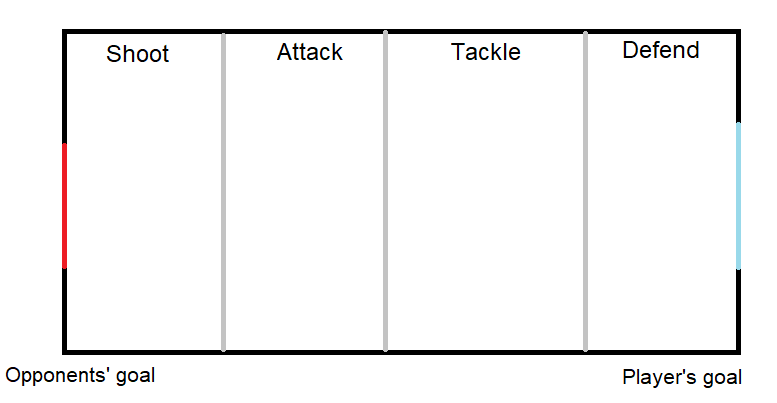 Shoot
Attack
Tackle
Defend
Opponents' goal
Player's goal